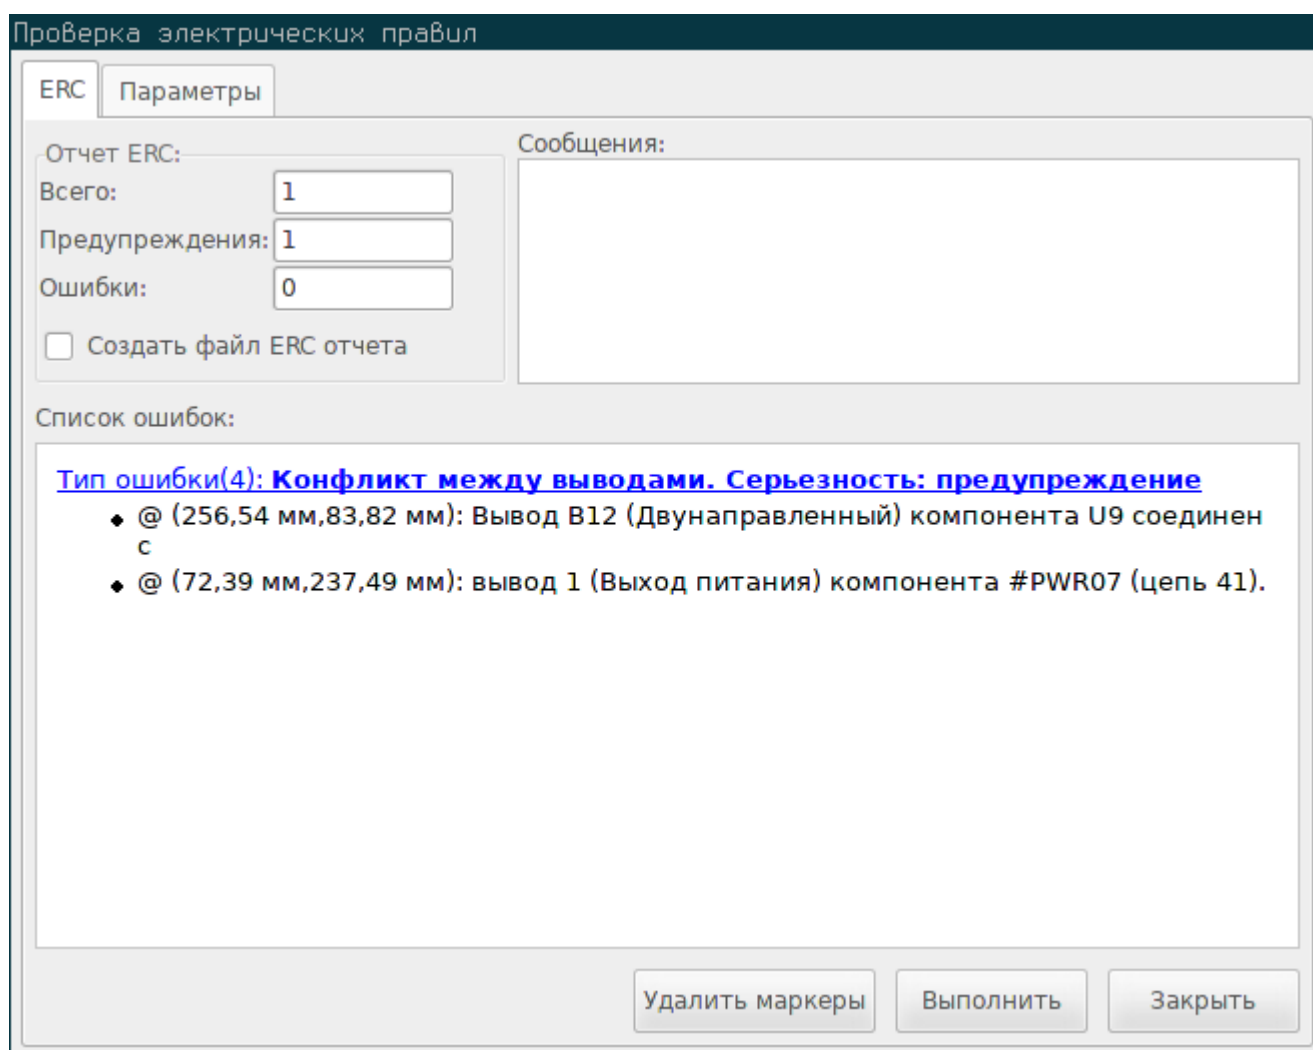 Проверка электрических правил
ERC
Параметры
Отчет ERC:
Всего:
1
Предупреждения:
1
Ошибки:
0
Создать файл ERC отчета
Сообщения:
Список ошибок:
Тип ошибки(4): Конфликт между выводами. Серьезность: предупреждение
@ (256,54 мм,83,82 мм): Вывод B12 (Двунаправленный) компонента U9 соединен
с
@ (72,39 мм,237,49 мм): вывод 1 (Выход питания) компонента #PWR07 (цепь 41).
Удалить маркеры
Выполнить
Закрыть